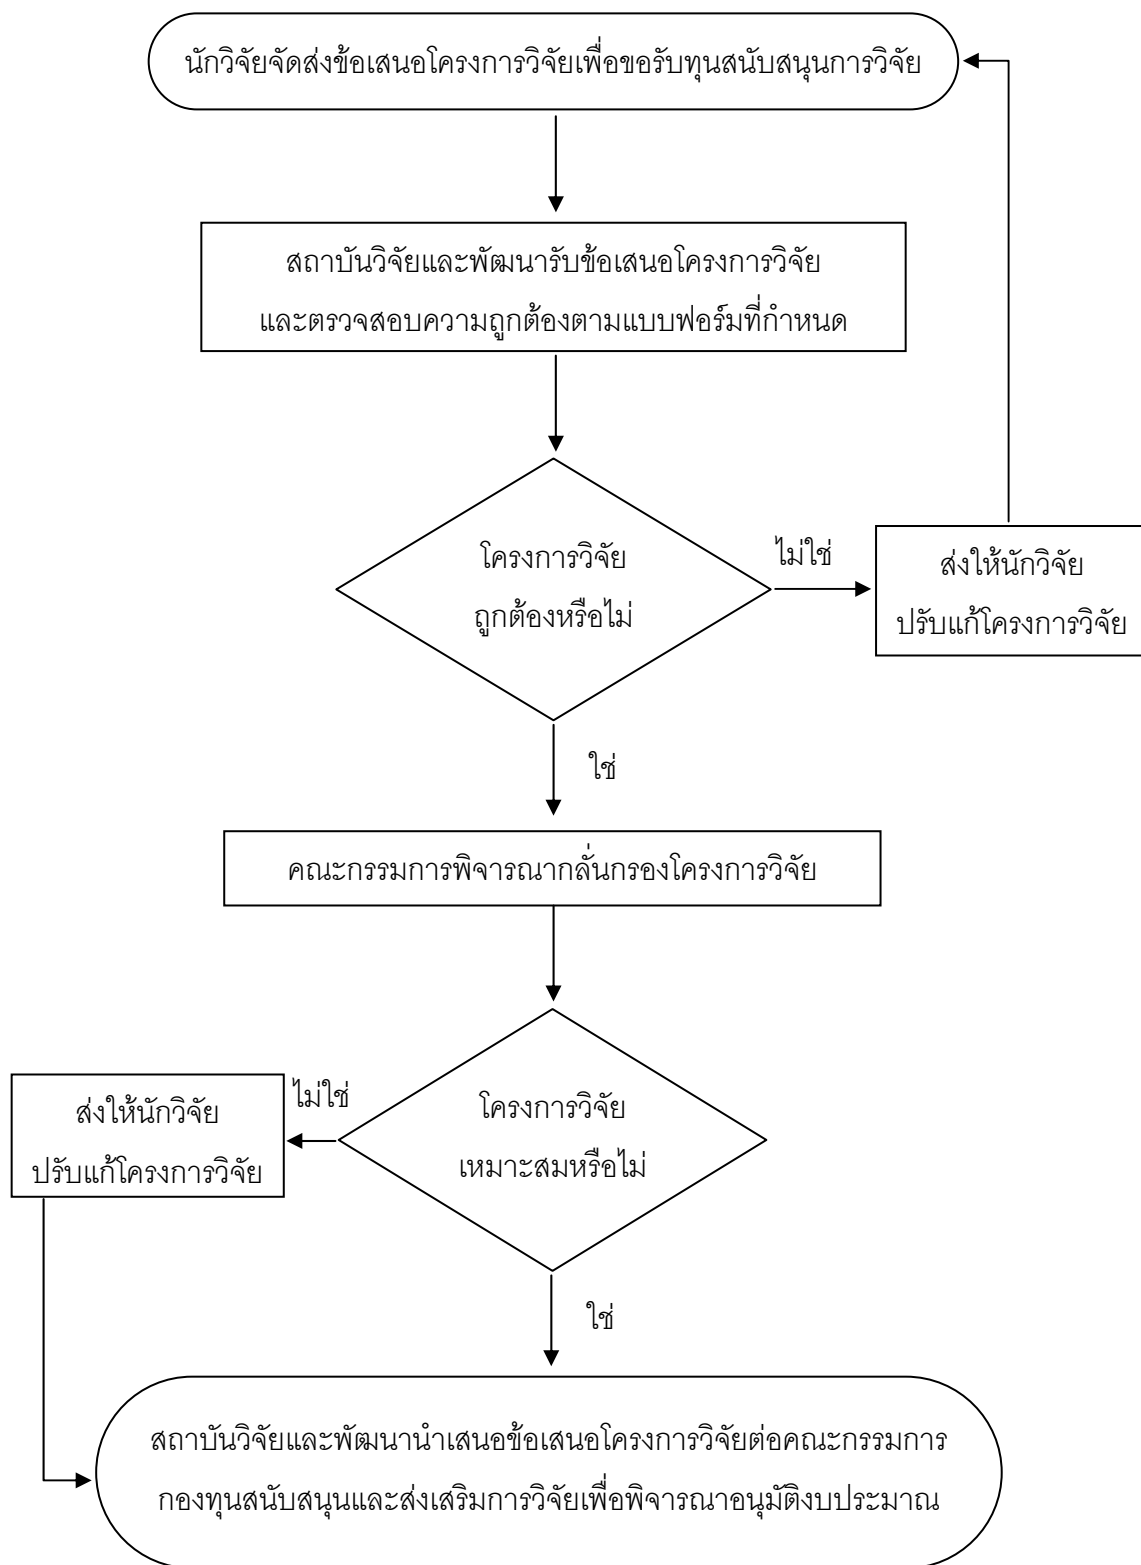 นักวิจัยจัดส่งข้อเสนอโครงการวิจัยเพื่อขอรับทุนสนับสนุนการวิจัย
สถาบันวิจัยและพัฒนารับข้อเสนอโครงการวิจัย
และตรวจสอบความถูกต้องตามแบบฟอร์มที่กำหนด
โครงการวิจัย
ถูกต้องหรือไม่
ไม่ใช่
ส่งให้นักวิจัย
ปรับแก้โครงการวิจัย
ใช่
คณะกรรมการพิจารณากลั่นกรองโครงการวิจัย
โครงการวิจัย
เหมาะสมหรือไม่
ไม่ใช่
ส่งให้นักวิจัย
ปรับแก้โครงการวิจัย
ใช่
สถาบันวิจัยและพัฒนานำเสนอข้อเสนอโครงการวิจัยต่อคณะกรรมการ
กองทุนสนับสนุนและส่งเสริมการวิจัยเพื่อพิจารณาอนุมัติงบประมาณ